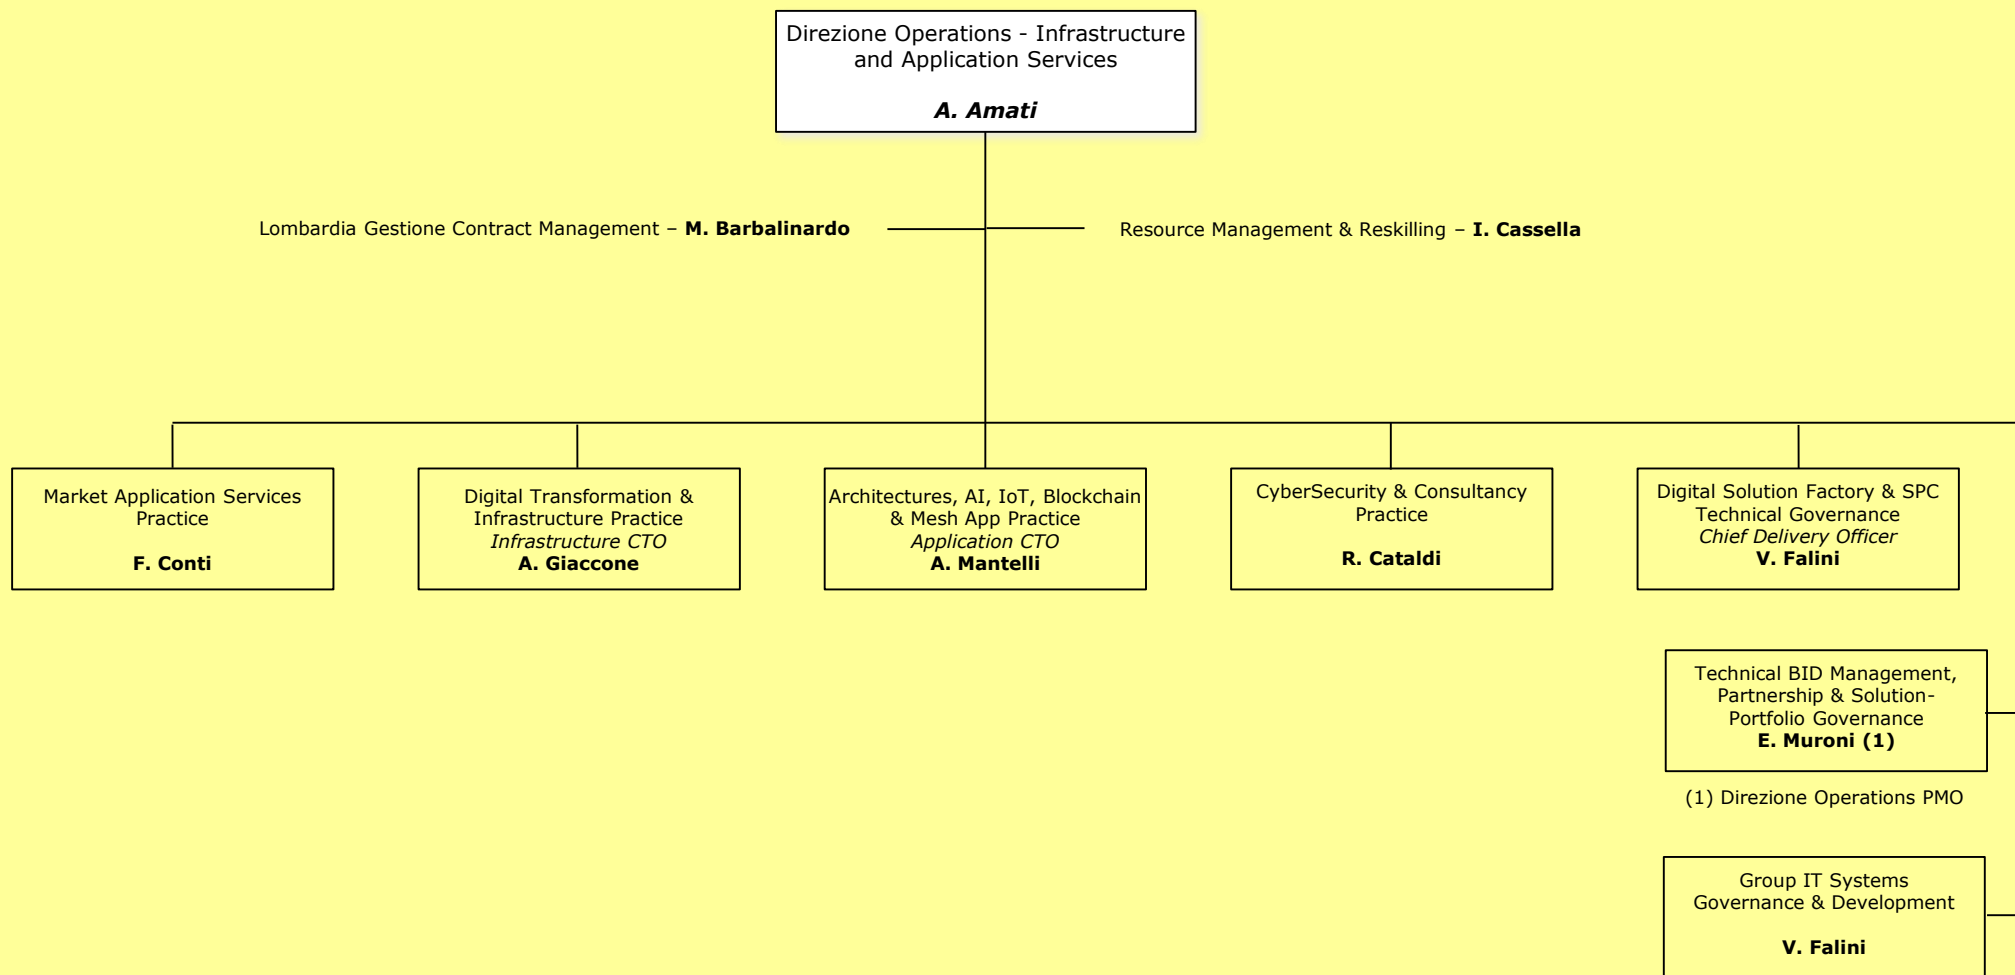 Direzione Operations - Infrastructure
and Application Services
A. Amati
Lombardia Gestione Contract Management – M. Barbalinardo
Resource Management & Reskilling – I. Cassella
Market Application Services
Practice
F. Conti
Digital Transformation &
Infrastructure Practice
Infrastructure CTO
A. Giaccone
Architectures, AI, IoT, Blockchain
& Mesh App Practice
Application CTO
A. Mantelli
CyberSecurity & Consultancy
Practice
R. Cataldi
Digital Solution Factory & SPC
Technical Governance
Chief Delivery Officer
V. Falini
Technical BID Management,
Partnership & Solution-
Portfolio Governance
E. Muroni (1)
(1) Direzione Operations PMO
Group IT Systems
Governance & Development
V. Falini